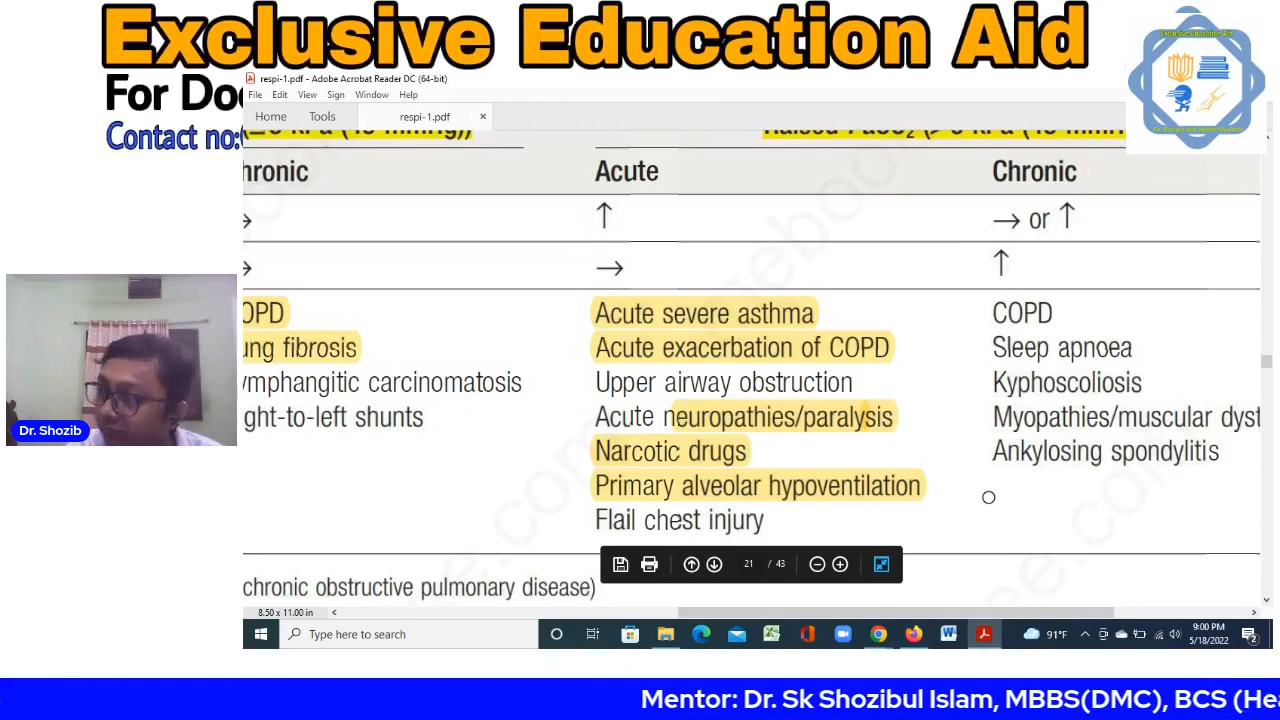 Exclusive Education Aid
For Doc
Contact no:
respi-1.pdf - Adobe Acrobat Reader DC (64-bit)
File Edit View Sign Window Help
Home Tools respi-1.pdf ×
hronic Acute Chronic
↑ → or ↑
→ ↑
OPD Acute severe asthma COPD
ung fibrosis Acute exacerbation of COPD Sleep apnoea
ymphangitic carcinomatosis Upper airway obstruction Kyphoscoliosis
ght-to-left shunts Acute neuropathies/paralysis Myopathies/muscular dyst
Narcotic drugs Ankylosing spondylitis
Primary alveolar hypoventilation
Flail chest injury
21 / 43
chronic obstructive pulmonary disease)
8.50 x 11.00 in
Type here to search
91°F
9:00 PM
5/18/2022
2
Dr. Shozib
Exclusive Education Aid
Mentor: Dr. Sk Shozibul Islam, MBBS(DMC), BCS (Hea